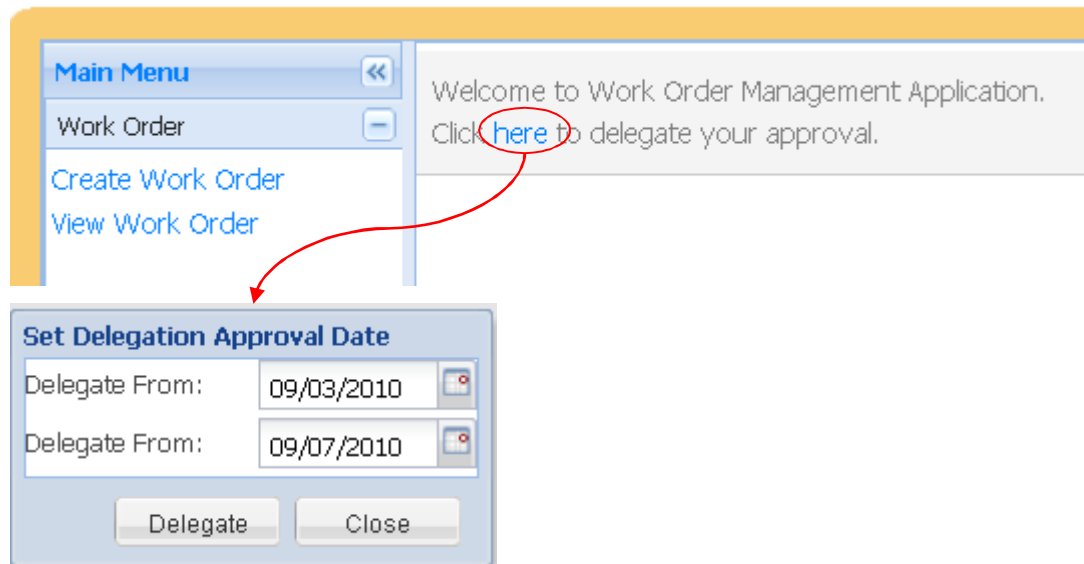 Main Menu
Work Order
Create Work Order
View Work Order
Welcome to Work Order Management Application.
Click here to delegate your approval.
Set Delegation Approval Date
Delegate From: 09/03/2010
Delegate From: 09/07/2010
Delegate Close